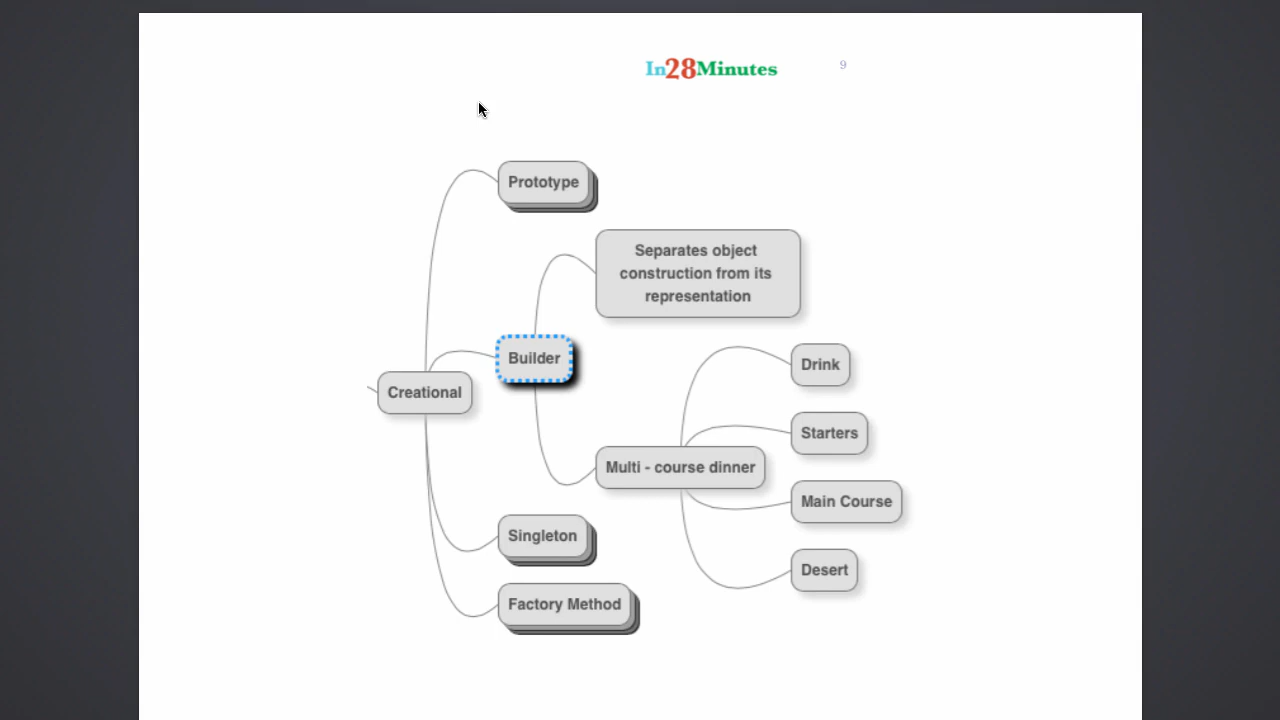 In28Minutes
9
Prototype
Separates object
construction from its
representation
Builder
Drink
Creational
Starters
Multi - course dinner
Main Course
Singleton
Desert
Factory Method